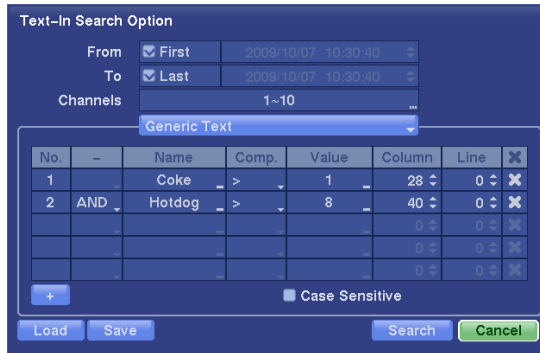 Text-In Search Option
From First 2009/10/07 10:30:40
To Last 2009/10/07 10:30:40
Channels 1~10 ...
Generic Text
No. - Name Comp. Value Column Line
1 Coke > 1 28 0
2 AND Hotdog > 8 40 0
0 0
0 0
0 0
+ Case Sensitive
Load Save Search Cancel